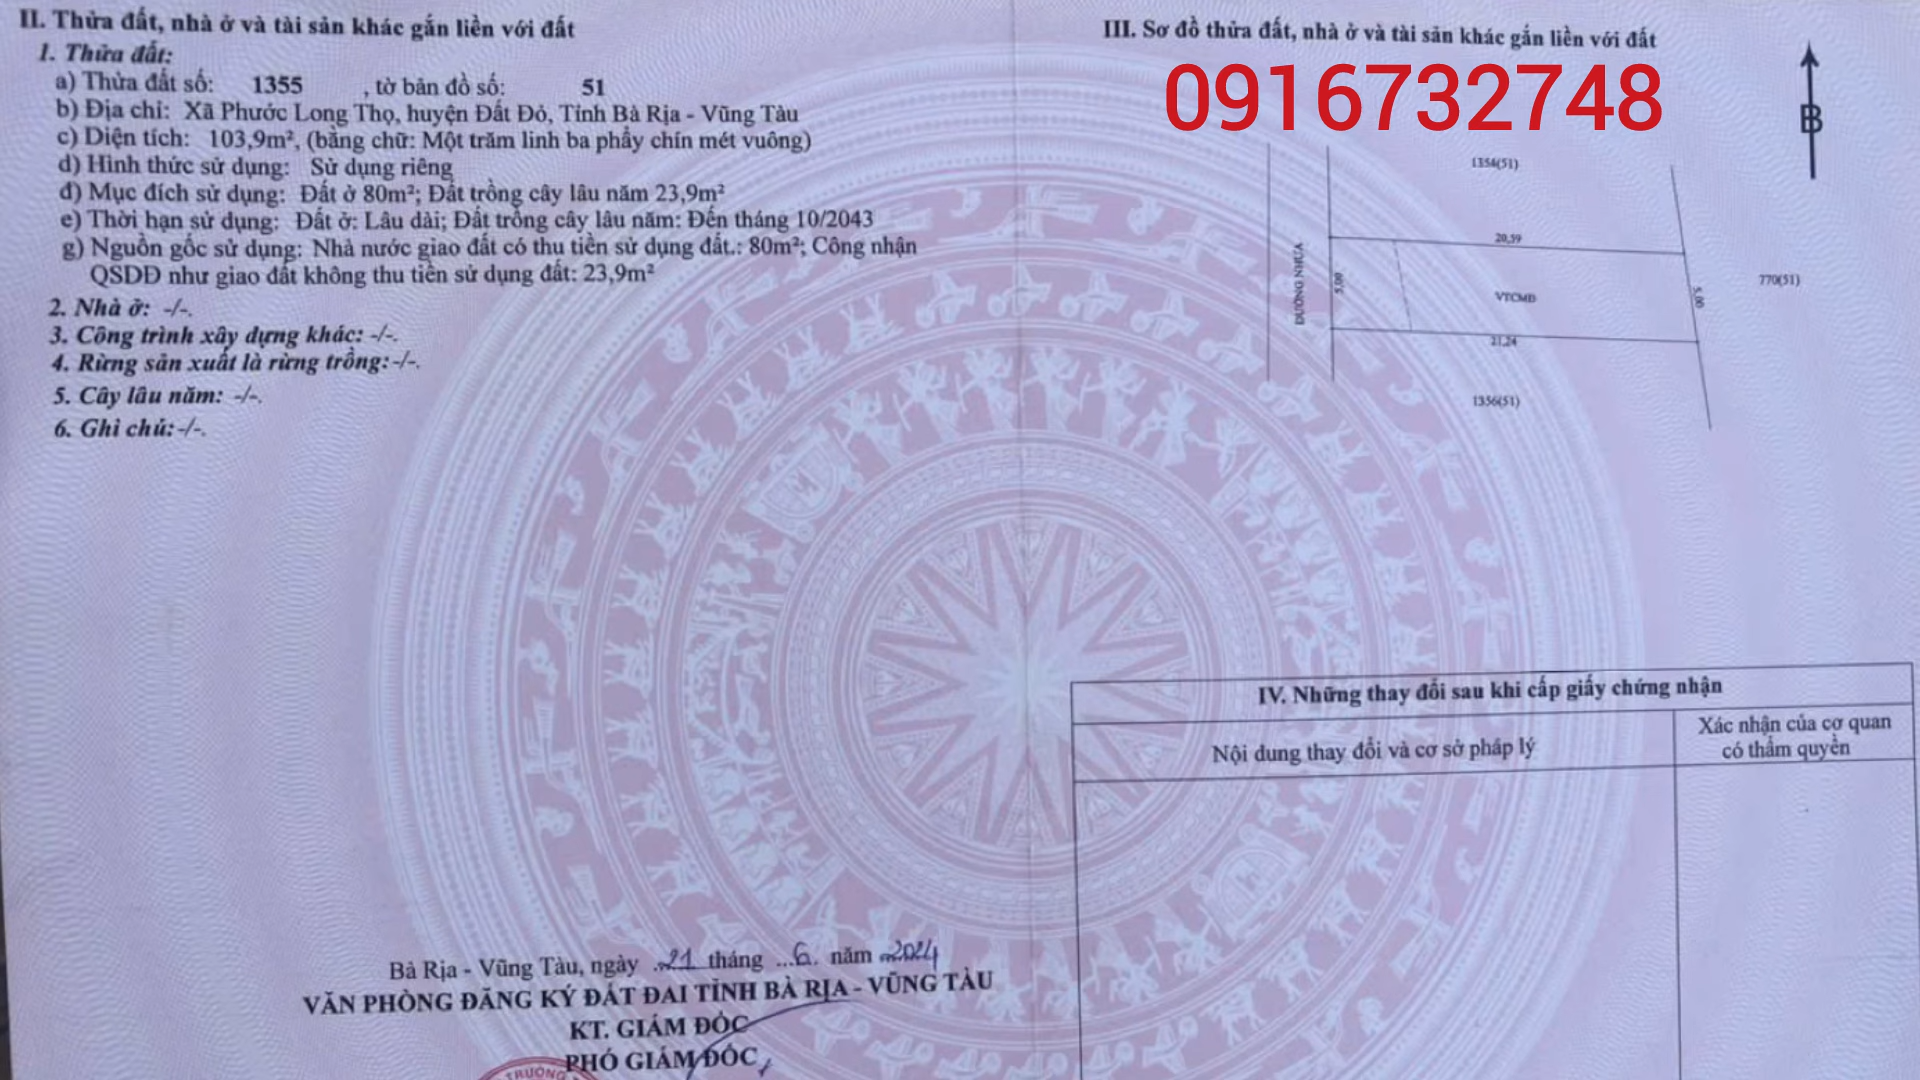 II. Thửa đất, nhà ở và tài sản khác gắn liền với đất
1. Thửa đất:
a) Thửa đất số: 1355 , tờ bản đồ số: 51
b) Địa chỉ: Xã Phước Long Thọ, huyện Đất Đỏ, Tỉnh Bà Rịa - Vũng Tàu
c) Diện tích: 103,9m², (bằng chữ: Một trăm linh ba phẩy chín mét vuông)
d) Hình thức sử dụng: Sử dụng riêng
đ) Mục đích sử dụng: Đất ở 80m²; Đất trồng cây lâu năm 23,9m²
e) Thời hạn sử dụng: Đất ở: Lâu dài; Đất trồng cây lâu năm: Đến tháng 10/2043
g) Nguồn gốc sử dụng: Nhà nước giao đất có thu tiền sử dụng đất.: 80m²; Công nhận
QSDĐ như giao đất không thu tiền sử dụng đất: 23,9m²
2. Nhà ở: -/-.
3. Công trình xây dựng khác: -/-.
4. Rừng sản xuất là rừng trồng:-/-.
5. Cây lâu năm: -/-.
6. Ghi chú:-/-.
Bà Rịa - Vũng Tàu, ngày 21 tháng 6. năm 2024
VĂN PHÒNG ĐĂNG KÝ ĐẤT ĐAI TỈNH BÀ RỊA - VŨNG TÀU
KT. GIÁM ĐỐC
PHÓ GIÁM ĐỐC
TRƯỜNG
III. Sơ đồ thửa đất, nhà ở và tài sản khác gắn liền với đất
0916732748
B
1354(51)
20,59
ĐƯỜNG NHỰA
5,00
VTCMĐ
5,00
770(51)
21,24
1356(51)
IV. Những thay đổi sau khi cấp giấy chứng nhận
Nội dung thay đổi và cơ sở pháp lý
Xác nhận của cơ quan
có thẩm quyền